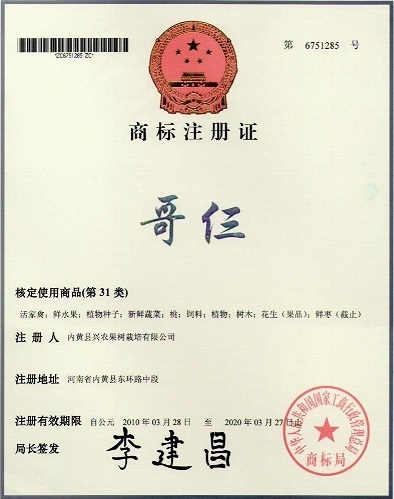 *ZC6751285 ZC*
第 6751285 号
商标注册证
哥仨
核定使用商品(第 31 类)
活家禽；鲜水果；植物种子；新鲜蔬菜；桃；饲料；植物；树木；花生（果品）；鲜枣（截止）
注 册 人 内黄县兴农果树栽培有限公司
注册地址 河南省内黄县东环路中段
注册有效期限 自公元 2010 年 03 月 28 日 至 2020 年 03 月 27 日止
局长签发 李建昌
中华人民共和国国家工商行政管理总局
商标局